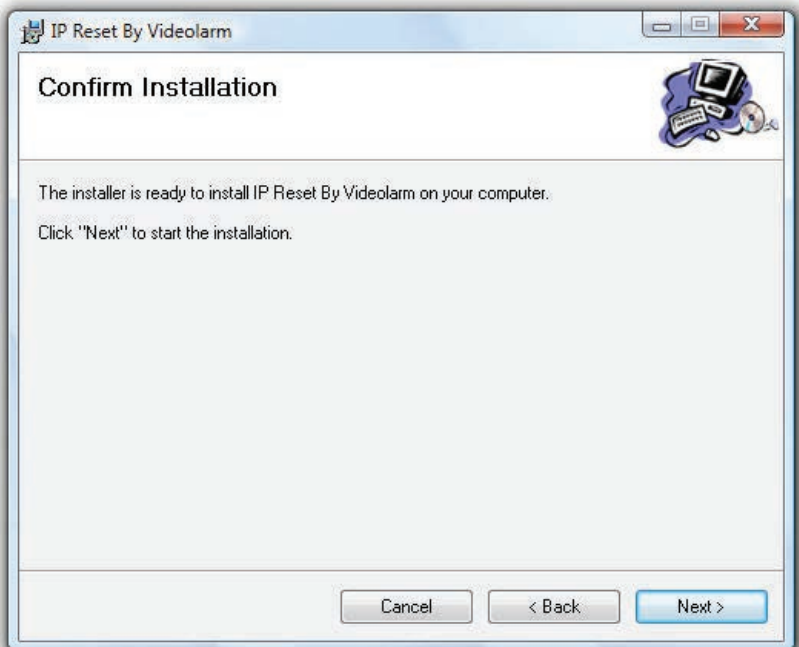 IP Reset By Videolarm
Confirm Installation
The installer is ready to install IP Reset By Videolarm on your computer.
Click "Next" to start the installation.
Cancel
< Back
Next >